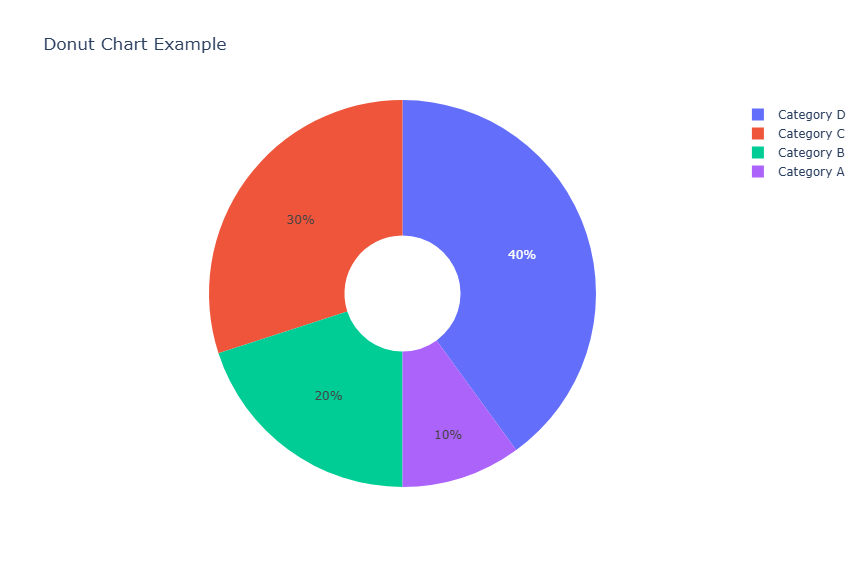 Donut Chart Example
Category D
Category C
Category B
Category A
30%
40%
20%
10%